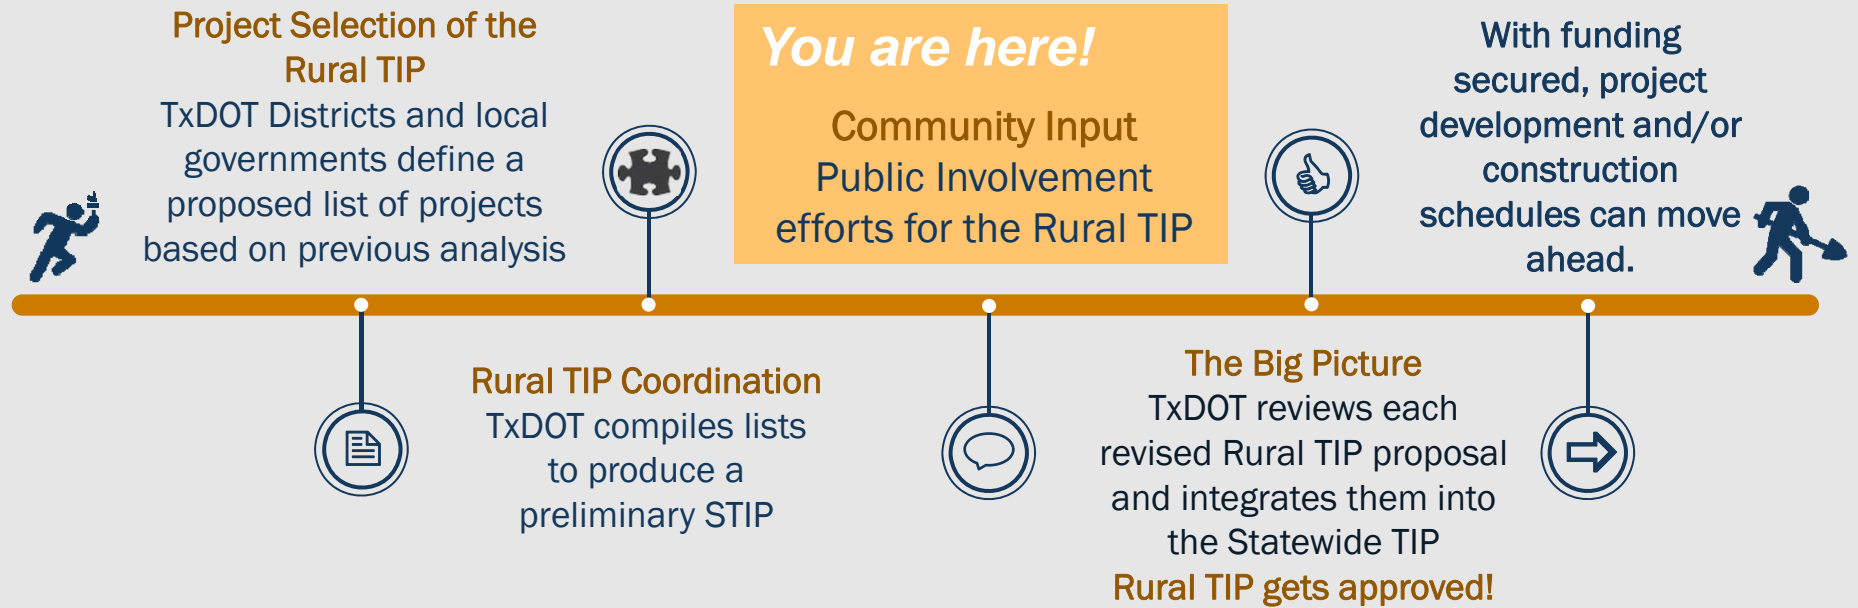 Project Selection of the
Rural TIP
TxDOT Districts and local
governments define a
proposed list of projects
based on previous analysis
Rural TIP Coordination
TxDOT compiles lists
to produce a
preliminary STIP
You are here!
Community Input
Public Involvement
efforts for the Rural TIP
The Big Picture
TxDOT reviews each
revised Rural TIP proposal
and integrates them into
the Statewide TIP
Rural TIP gets approved!
With funding
secured, project
development and/or
construction
schedules can move
ahead.